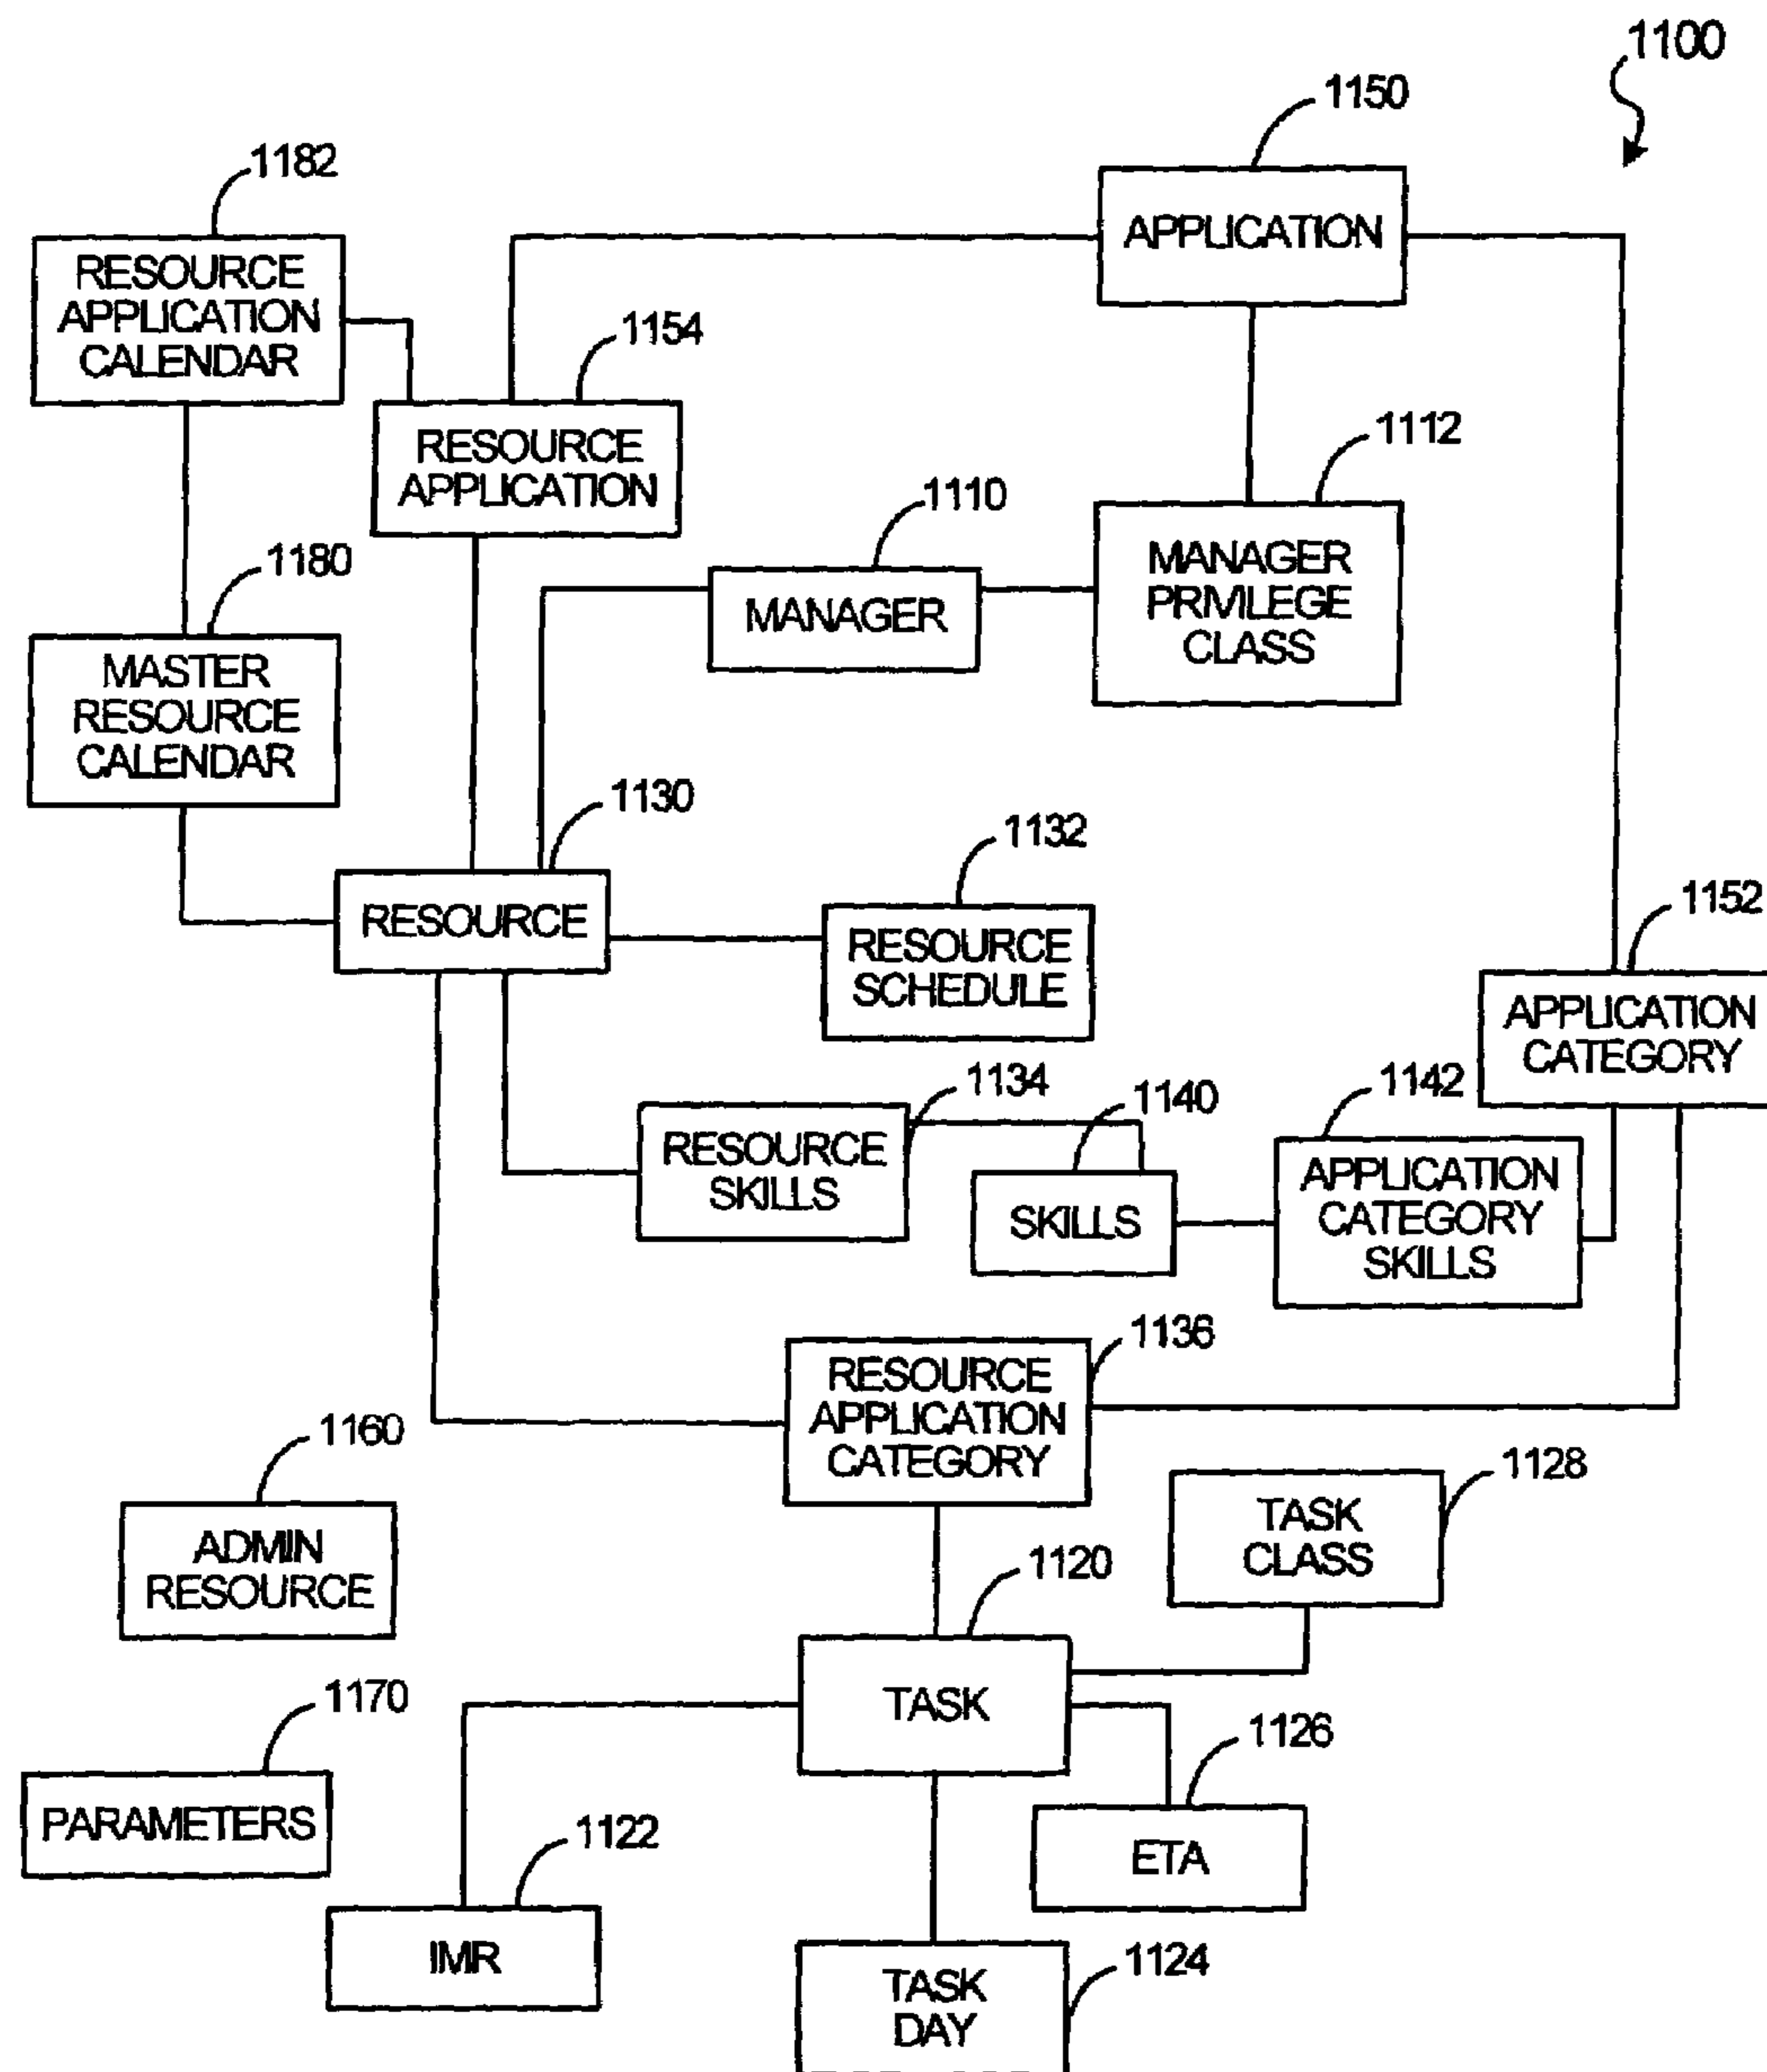 1100
1150
APPLICATION
1182
RESOURCE
APPLICATION
CALENDAR
1154
RESOURCE
APPLICATION
1112
MANAGER
PRIVILEGE
CLASS
1110
MANAGER
1180
MASTER
RESOURCE
CALENDAR
1130
RESOURCE
1132
RESOURCE
SCHEDULE
1152
APPLICATION
CATEGORY
1134
RESOURCE
SKILLS
1140
SKILLS
1142
APPLICATION
CATEGORY
SKILLS
1136
RESOURCE
APPLICATION
CATEGORY
1160
ADMIN
RESOURCE
1128
TASK
CLASS
1120
TASK
1170
PARAMETERS
1126
ETA
1122
IMR
1124
TASK
DAY